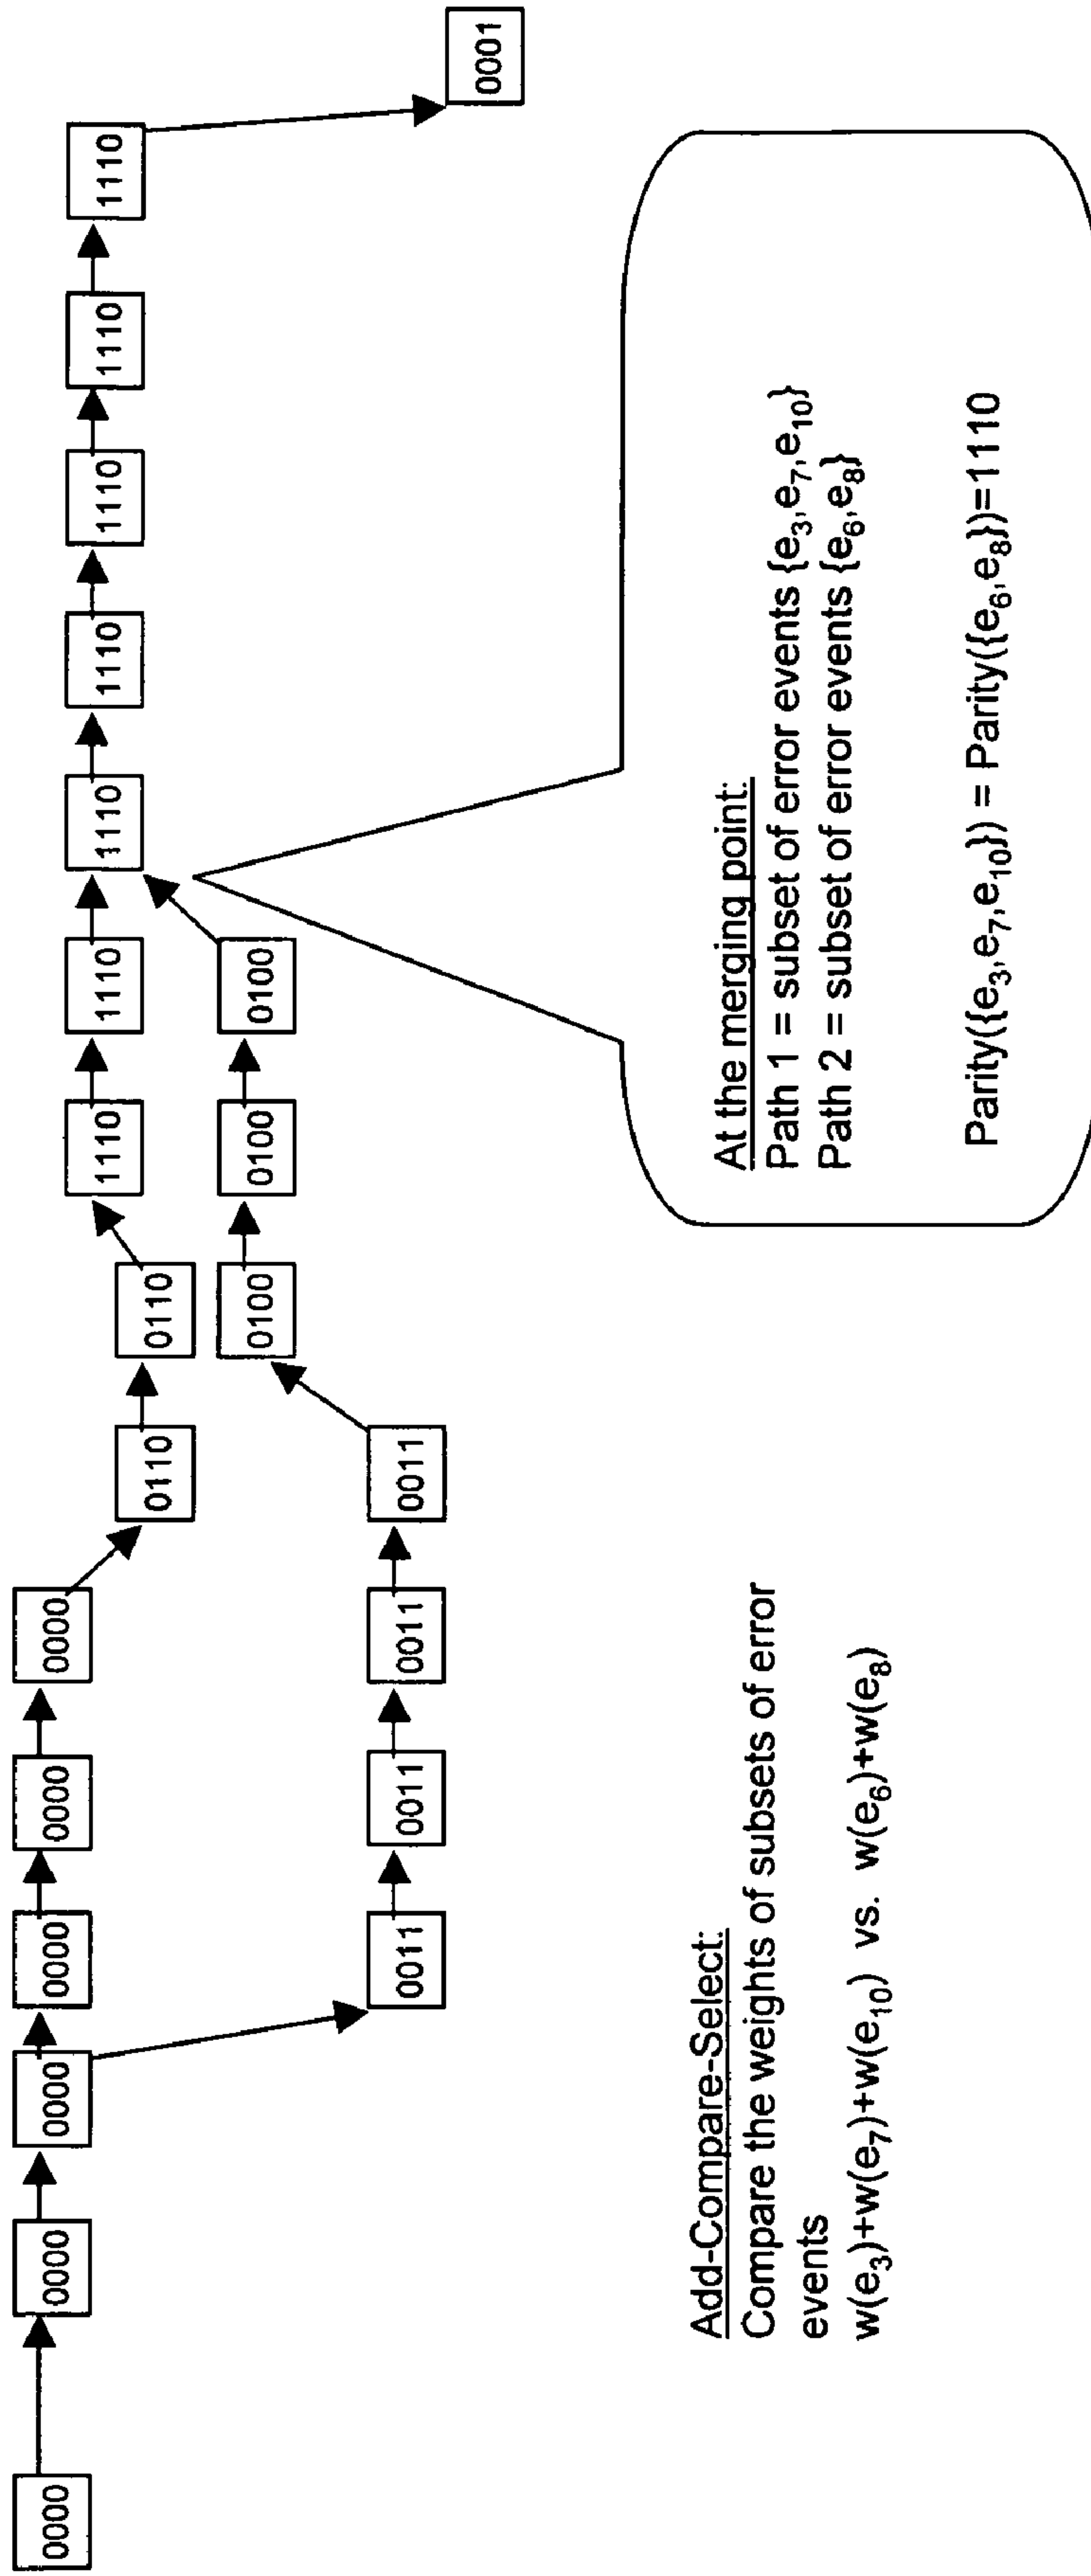 0000 0000 0000 0000 0000 0000
1110 1110 1110 1110 1110 1110 1110
0110 0110
0100 0100 0100
0011 0011 0011 0011
0001
Add-Compare-Select:
Compare the weights of subsets of error
events
w(e₃)+w(e₇)+w(e₁₀) vs. w(e₆)+w(e₈)
At the merging point:
Path 1 = subset of error events {e₃,e₇,e₁₀}
Path 2 = subset of error events {e₆,e₈}
Parity({e₃,e₇,e₁₀}) = Parity({e₆,e₈})=1110